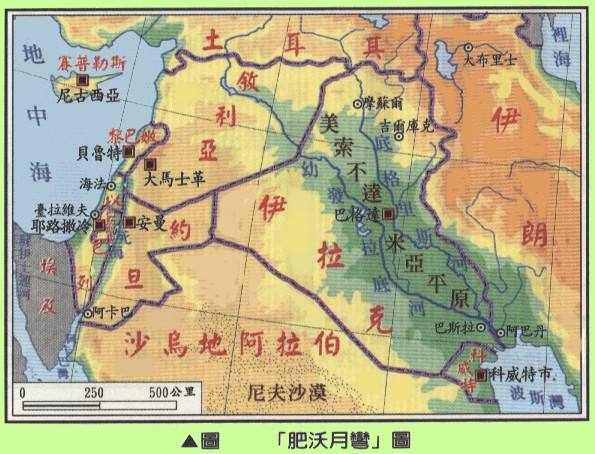 裡海
地中海
土耳其
賽普勒斯
尼古西亞
敘利亞
大布里士
摩蘇爾
吉爾庫克
伊朗
美索不達米亞平原
底格里斯河
幼發拉底河
黎巴嫩
貝魯特
大馬士革
海法
臺拉維夫
耶路撒冷
以色列
死海
安曼
約旦
伊拉克
巴格達
埃及
阿卡巴
巴斯拉
阿巴丹
沙烏地阿拉伯
科威特
科威特市
波斯灣
尼夫沙漠
0 250 500公里
▲圖 「肥沃月彎」圖